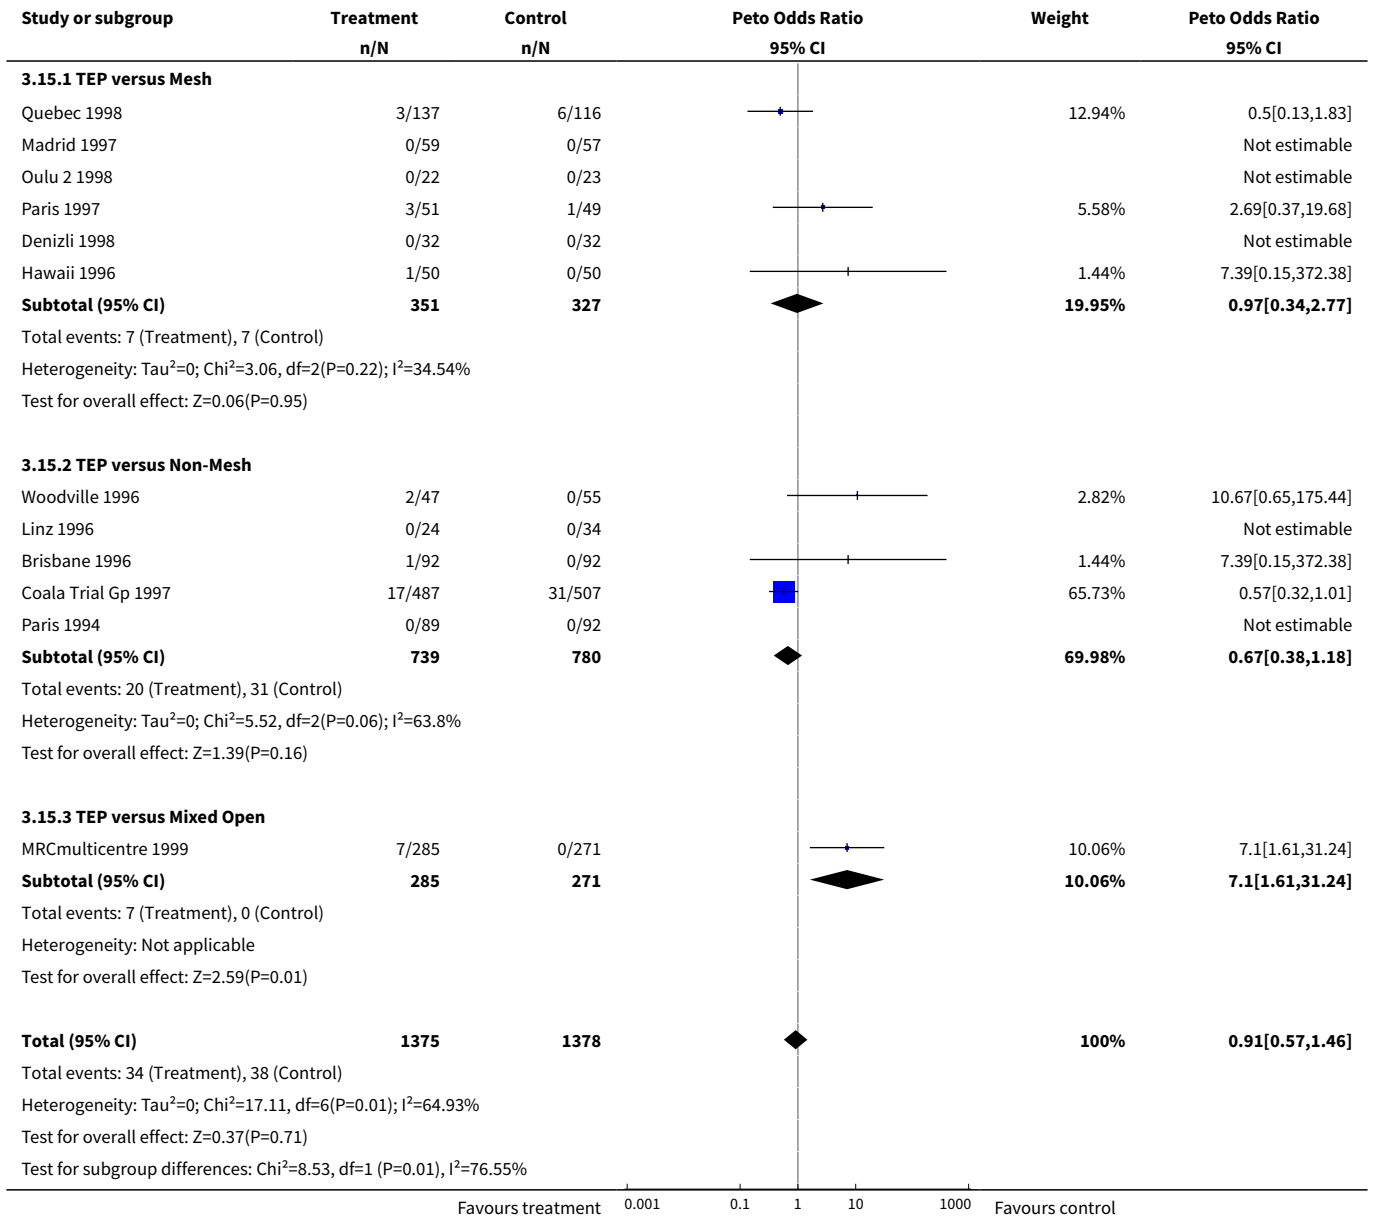 Study or subgroup Treatment Control Peto Odds Ratio Weight Peto Odds Ratio
n/N n/N 95% CI 95% CI
3.15.1 TEP versus Mesh
Quebec 1998 3/137 6/116 12.94% 0.5[0.13,1.83]
Madrid 1997 0/59 0/57 Not estimable
Oulu 2 1998 0/22 0/23 Not estimable
Paris 1997 3/51 1/49 5.58% 2.69[0.37,19.68]
Denizli 1998 0/32 0/32 Not estimable
Hawaii 1996 1/50 0/50 1.44% 7.39[0.15,372.38]
Subtotal (95% CI) 351 327 19.95% 0.97[0.34,2.77]
Total events: 7 (Treatment), 7 (Control)
Heterogeneity: Tau²=0; Chi²=3.06, df=2(P=0.22); I²=34.54%
Test for overall effect: Z=0.06(P=0.95)
3.15.2 TEP versus Non-Mesh
Woodville 1996 2/47 0/55 2.82% 10.67[0.65,175.44]
Linz 1996 0/24 0/34 Not estimable
Brisbane 1996 1/92 0/92 1.44% 7.39[0.15,372.38]
Coala Trial Gp 1997 17/487 31/507 65.73% 0.57[0.32,1.01]
Paris 1994 0/89 0/92 Not estimable
Subtotal (95% CI) 739 780 69.98% 0.67[0.38,1.18]
Total events: 20 (Treatment), 31 (Control)
Heterogeneity: Tau²=0; Chi²=5.52, df=2(P=0.06); I²=63.8%
Test for overall effect: Z=1.39(P=0.16)
3.15.3 TEP versus Mixed Open
MRCmulticentre 1999 7/285 0/271 10.06% 7.1[1.61,31.24]
Subtotal (95% CI) 285 271 10.06% 7.1[1.61,31.24]
Total events: 7 (Treatment), 0 (Control)
Heterogeneity: Not applicable
Test for overall effect: Z=2.59(P=0.01)
Total (95% CI) 1375 1378 100% 0.91[0.57,1.46]
Total events: 34 (Treatment), 38 (Control)
Heterogeneity: Tau²=0; Chi²=17.11, df=6(P=0.01); I²=64.93%
Test for overall effect: Z=0.37(P=0.71)
Test for subgroup differences: Chi²=8.53, df=1 (P=0.01), I²=76.55%
Favours treatment 0.001 0.1 1 10 1000 Favours control